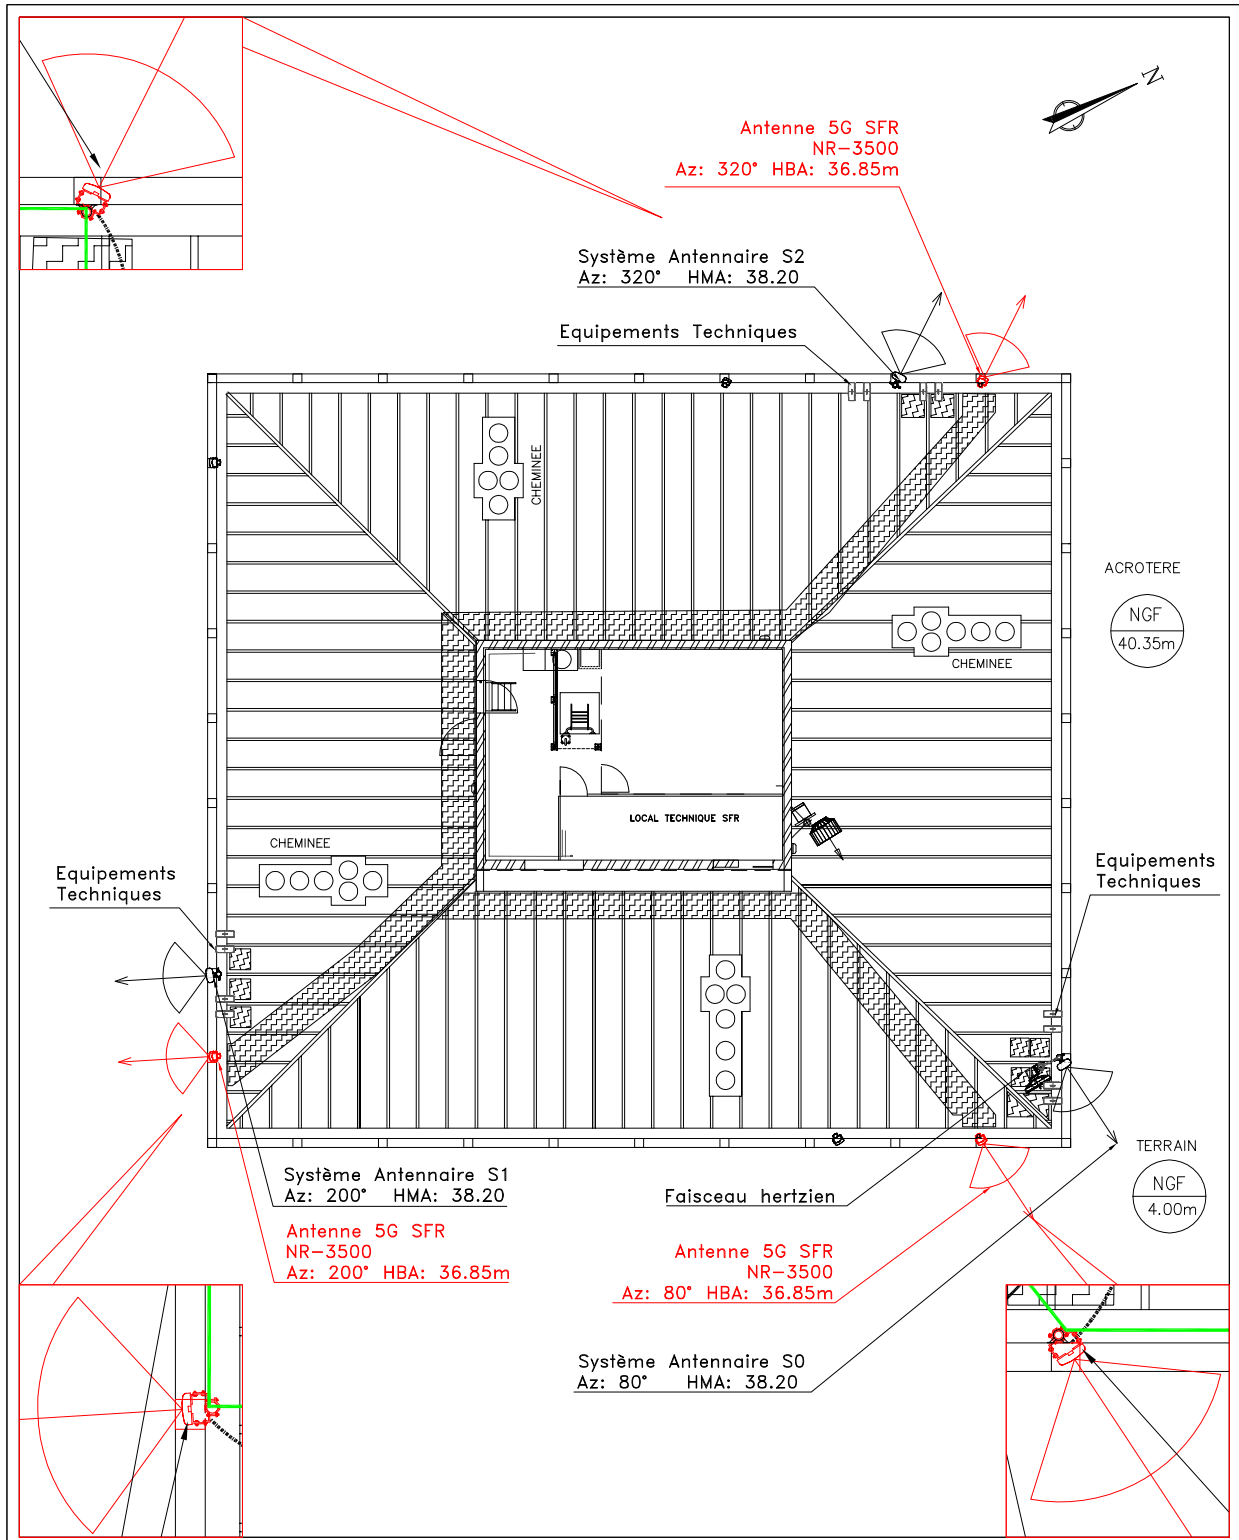 N
Antenne 5G SFR
NR-3500
Az: 320° HBA: 36.85m
Système Antennaire S2
Az: 320° HMA: 38.20
Equipements Techniques
CHEMINEE
ACROTERE
NGF
40.35m
CHEMINEE
LOCAL TECHNIQUE SFR
CHEMINEE
Equipements
Techniques
Equipements
Techniques
TERRAIN
NGF
4.00m
Système Antennaire S1
Az: 200° HMA: 38.20
Faisceau hertzien
Antenne 5G SFR
NR-3500
Az: 200° HBA: 36.85m
Antenne 5G SFR
NR-3500
Az: 80° HBA: 36.85m
Système Antennaire S0
Az: 80° HMA: 38.20